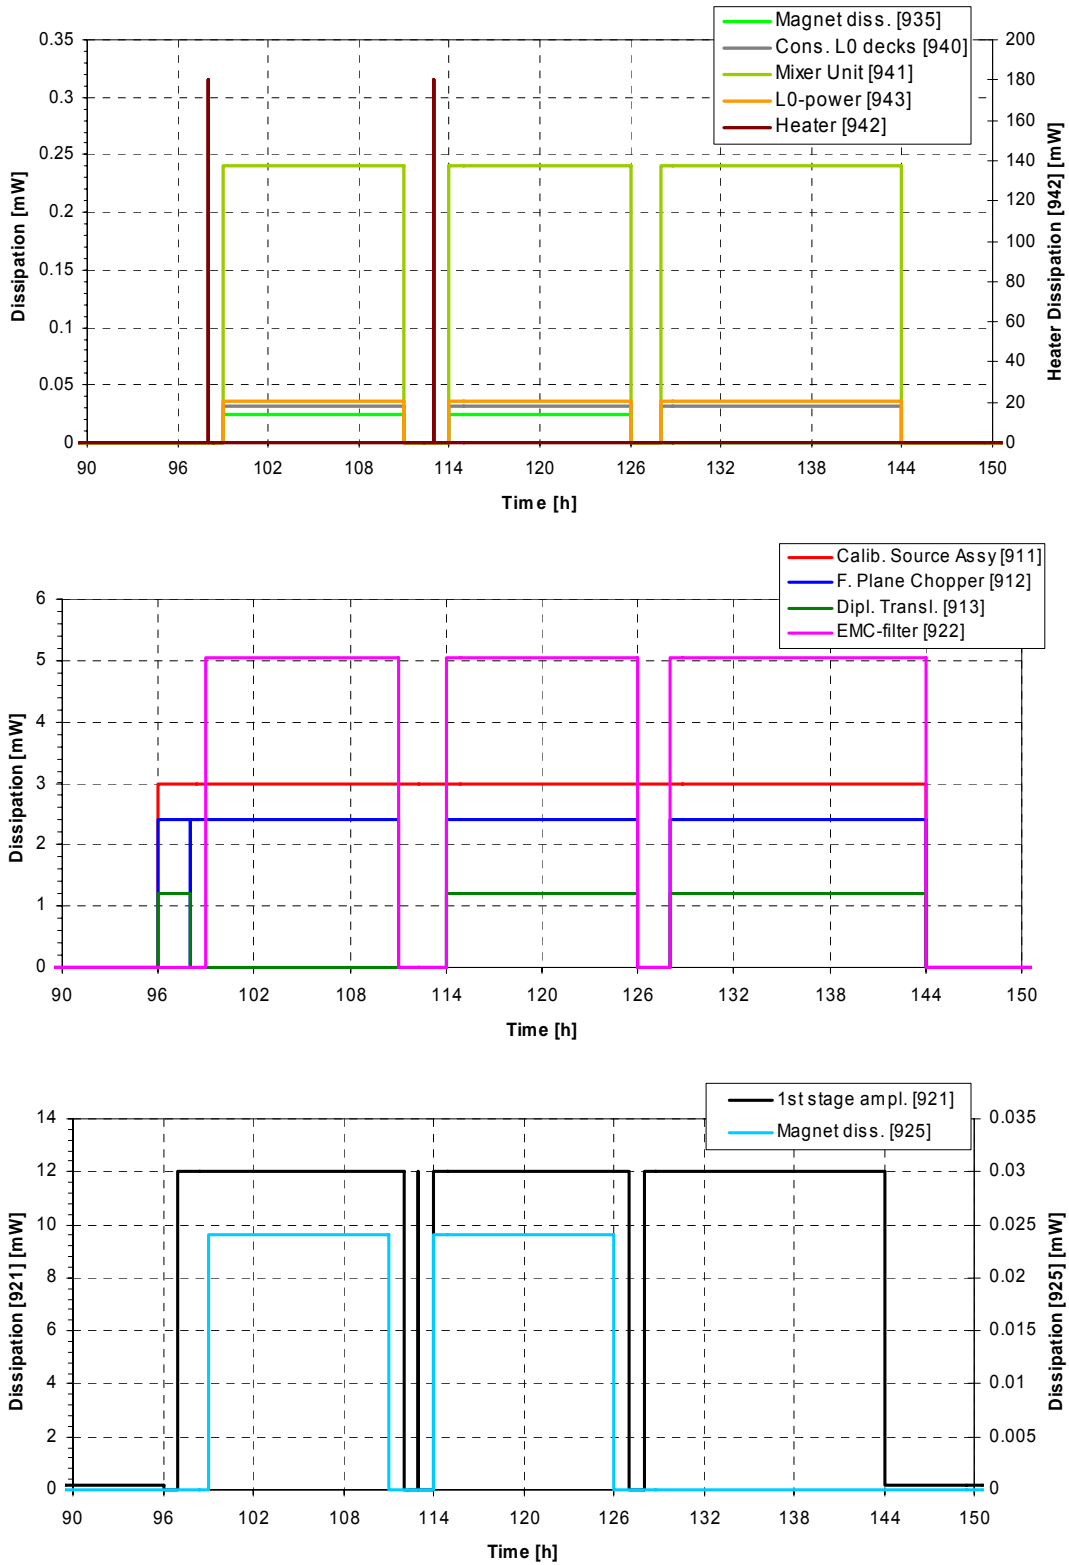 Magnet diss. [935]
Cons. L0 decks [940]
Mixer Unit [941]
L0-power [943]
Heater [942]
0.35
0.3
0.25
0.2
0.15
0.1
0.05
0
Dissipation [mW]
200
180
160
140
120
100
80
60
40
20
0
Heater Dissipation [942] [mW]
90 96 102 108 114 120 126 132 138 144 150
Time [h]
Calib. Source Assy [911]
F. Plane Chopper [912]
Dipl. Transl. [913]
EMC-filter [922]
6
5
4
3
2
1
0
Dissipation [mW]
90 96 102 108 114 120 126 132 138 144 150
Time [h]
1st stage ampl. [921]
Magnet diss. [925]
14
12
10
8
6
4
2
0
Dissipation [921] [mW]
0.035
0.03
0.025
0.02
0.015
0.01
0.005
0
Dissipation [925] [mW]
90 96 102 108 114 120 126 132 138 144 150
Time [h]